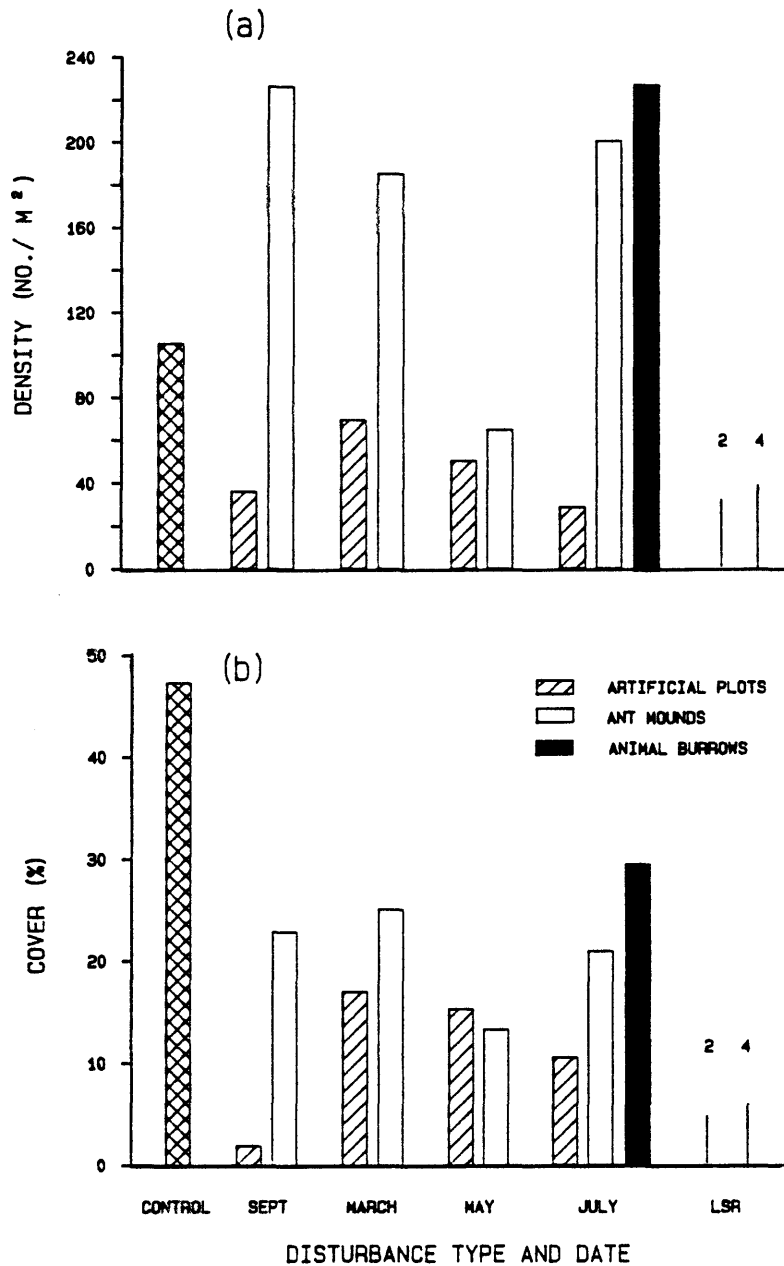 (a)
240
200
160
120
80
40
0
DENSITY (NO./ M²)
2 4
(b)
50
40
30
20
10
0
COVER (%)
ARTIFICIAL PLOTS
ANT MOUNDS
ANIMAL BURROWS
2 4
CONTROL SEPT MARCH MAY JULY LSR
DISTURBANCE TYPE AND DATE